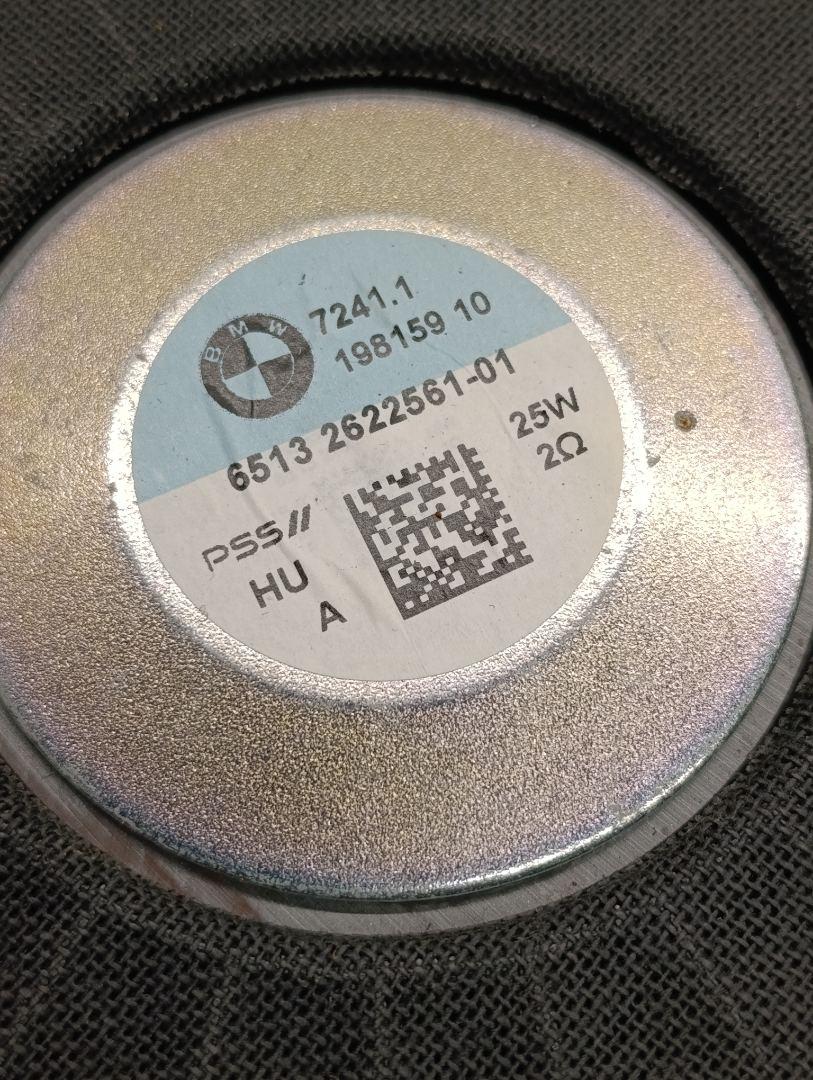 BMW
7241.1
198159 10
6513 2622561-01
25W
2Ω
PSS//
HU
A